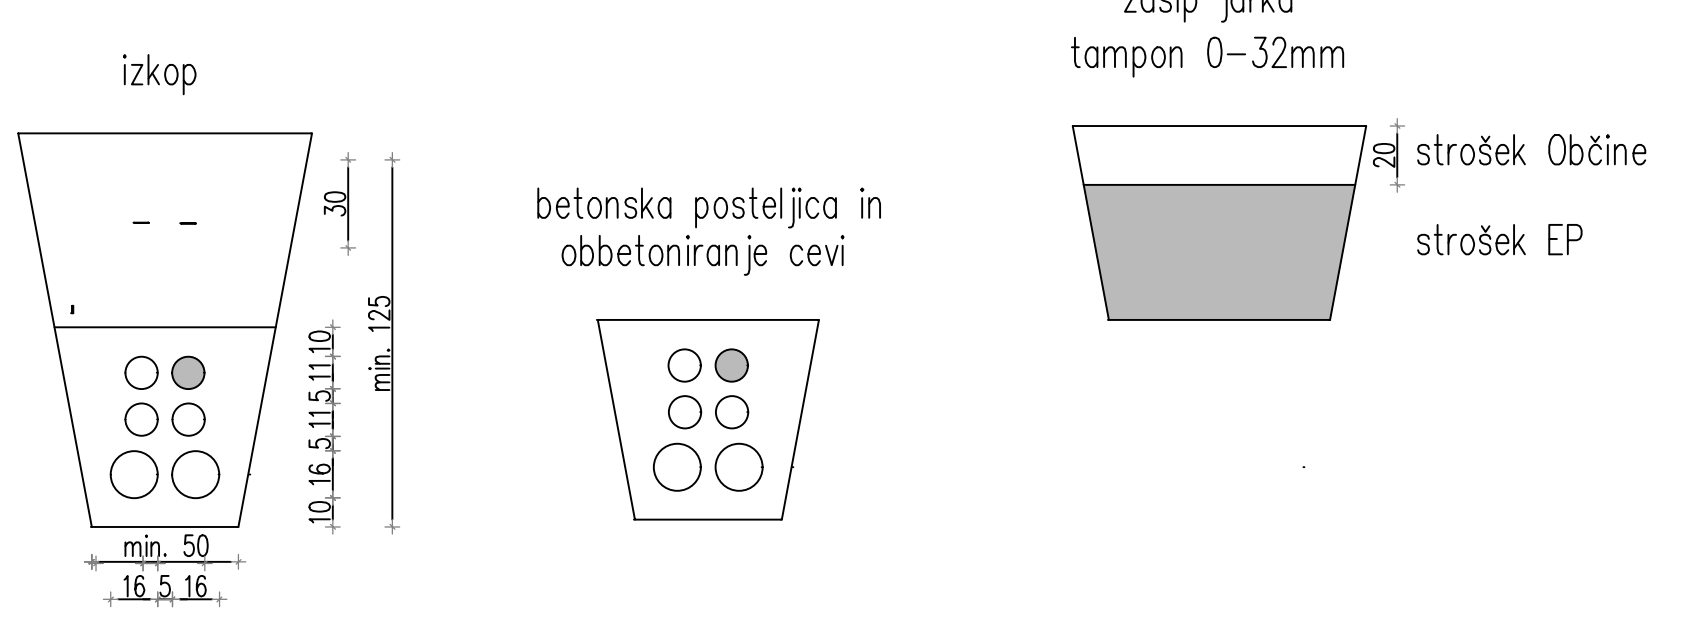 izkop
30
min. 125
10
11
5
11
5
16
10
min. 50
16 5 16
betonska posteljica in
obbetoniranje cevi
zasip jarka
tampon 0-32mm
20
strošek Občine
strošek EP